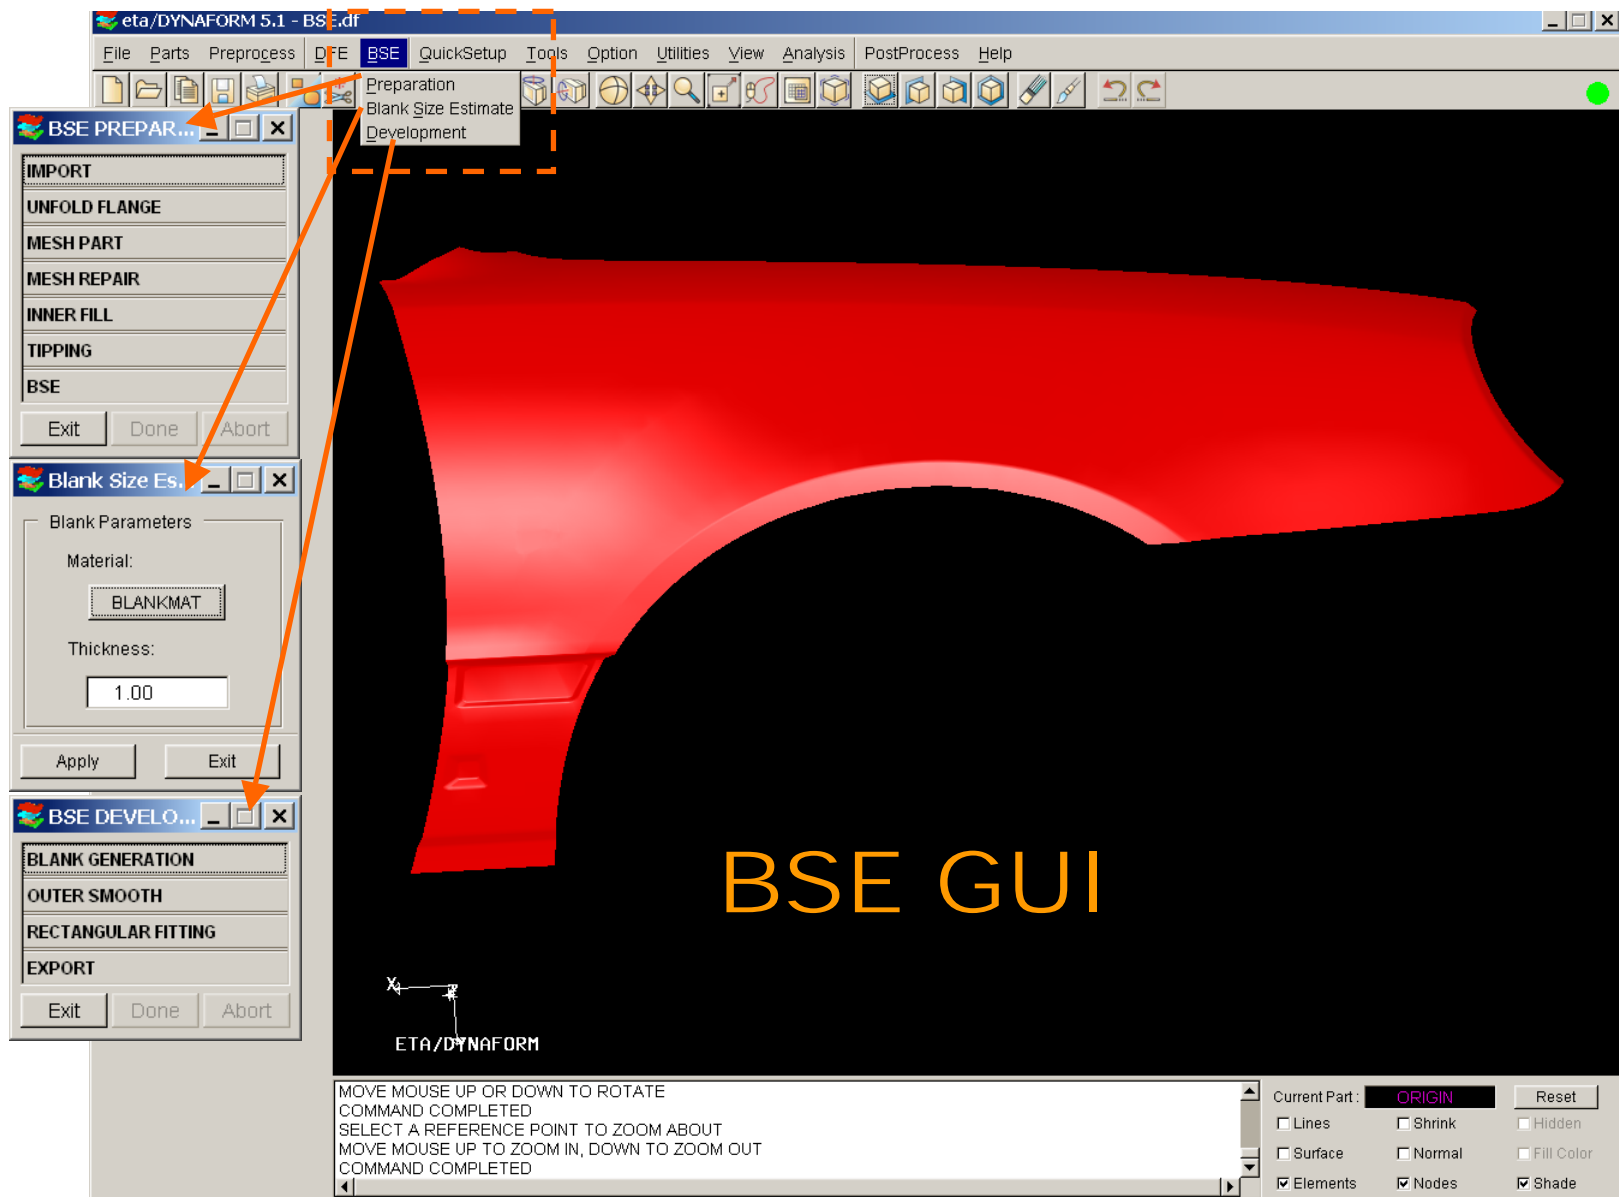 eta/DYNAFORM 5.1 - BSE.df
File Parts Preprocess DFE BSE QuickSetup Tools Option Utilities View Analysis PostProcess Help
Preparation
Blank Size Estimate
Development
BSE PREPAR...
IMPORT
UNFOLD FLANGE
MESH PART
MESH REPAIR
INNER FILL
TIPPING
BSE
Exit Done Abort
Blank Size Es...
Blank Parameters
Material:
BLANKMAT
Thickness:
1.00
Apply Exit
BSE DEVELO...
BLANK GENERATION
OUTER SMOOTH
RECTANGULAR FITTING
EXPORT
Exit Done Abort
BSE GUI
X
ETA/DYNAFORM
MOVE MOUSE UP OR DOWN TO ROTATE
COMMAND COMPLETED
SELECT A REFERENCE POINT TO ZOOM ABOUT
MOVE MOUSE UP TO ZOOM IN, DOWN TO ZOOM OUT
COMMAND COMPLETED
Current Part : ORIGIN Reset
Lines Shrink Hidden
Surface Normal Fill Color
Elements Nodes Shade